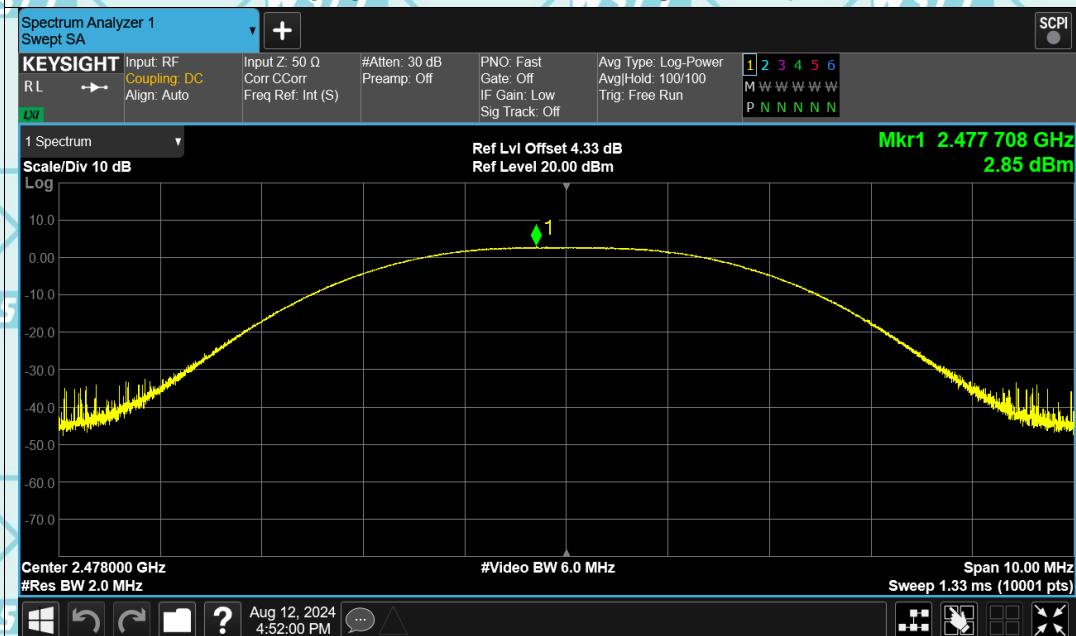 Spectrum Analyzer 1
Swept SA
+
SCPI
KEYSIGHT
RL
LXI
Input: RF
Coupling: DC
Align: Auto
Input Z: 50 Ω
Corr CCorr
Freq Ref: Int (S)
#Atten: 30 dB
Preamp: Off
PNO: Fast
Gate: Off
IF Gain: Low
Sig Track: Off
Avg Type: Log-Power
Avg|Hold: 100/100
Trig: Free Run
1 2 3 4 5 6
M W W W W W
P N N N N N
1 Spectrum
Scale/Div 10 dB
Log
Ref Lvl Offset 4.33 dB
Ref Level 20.00 dBm
Mkr1 2.477 708 GHz
2.85 dBm
1
10.0
0.00
-10.0
-20.0
-30.0
-40.0
-50.0
-60.0
-70.0
Center 2.478000 GHz
#Res BW 2.0 MHz
#Video BW 6.0 MHz
Span 10.00 MHz
Sweep 1.33 ms (10001 pts)
?
Aug 12, 2024
4:52:00 PM